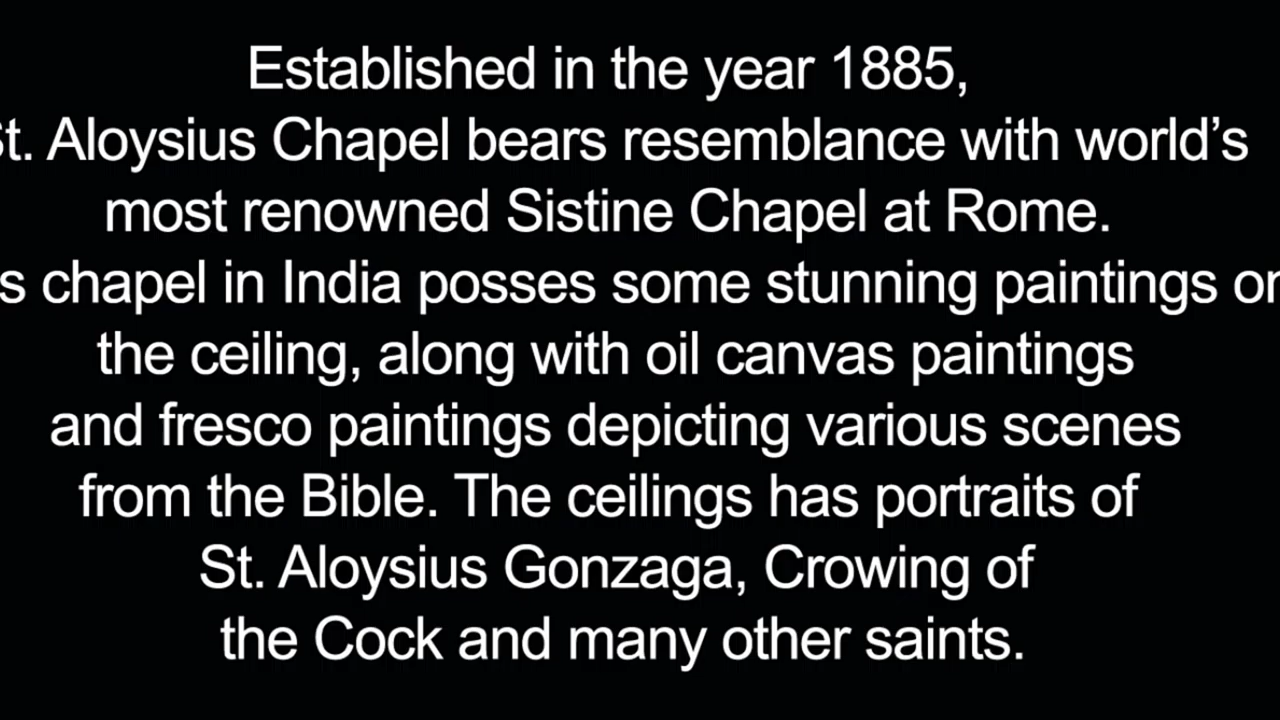 Established in the year 1885,
St. Aloysius Chapel bears resemblance with world's
most renowned Sistine Chapel at Rome.
s chapel in India posses some stunning paintings on
the ceiling, along with oil canvas paintings
and fresco paintings depicting various scenes
from the Bible. The ceilings has portraits of
St. Aloysius Gonzaga, Crowing of
the Cock and many other saints.